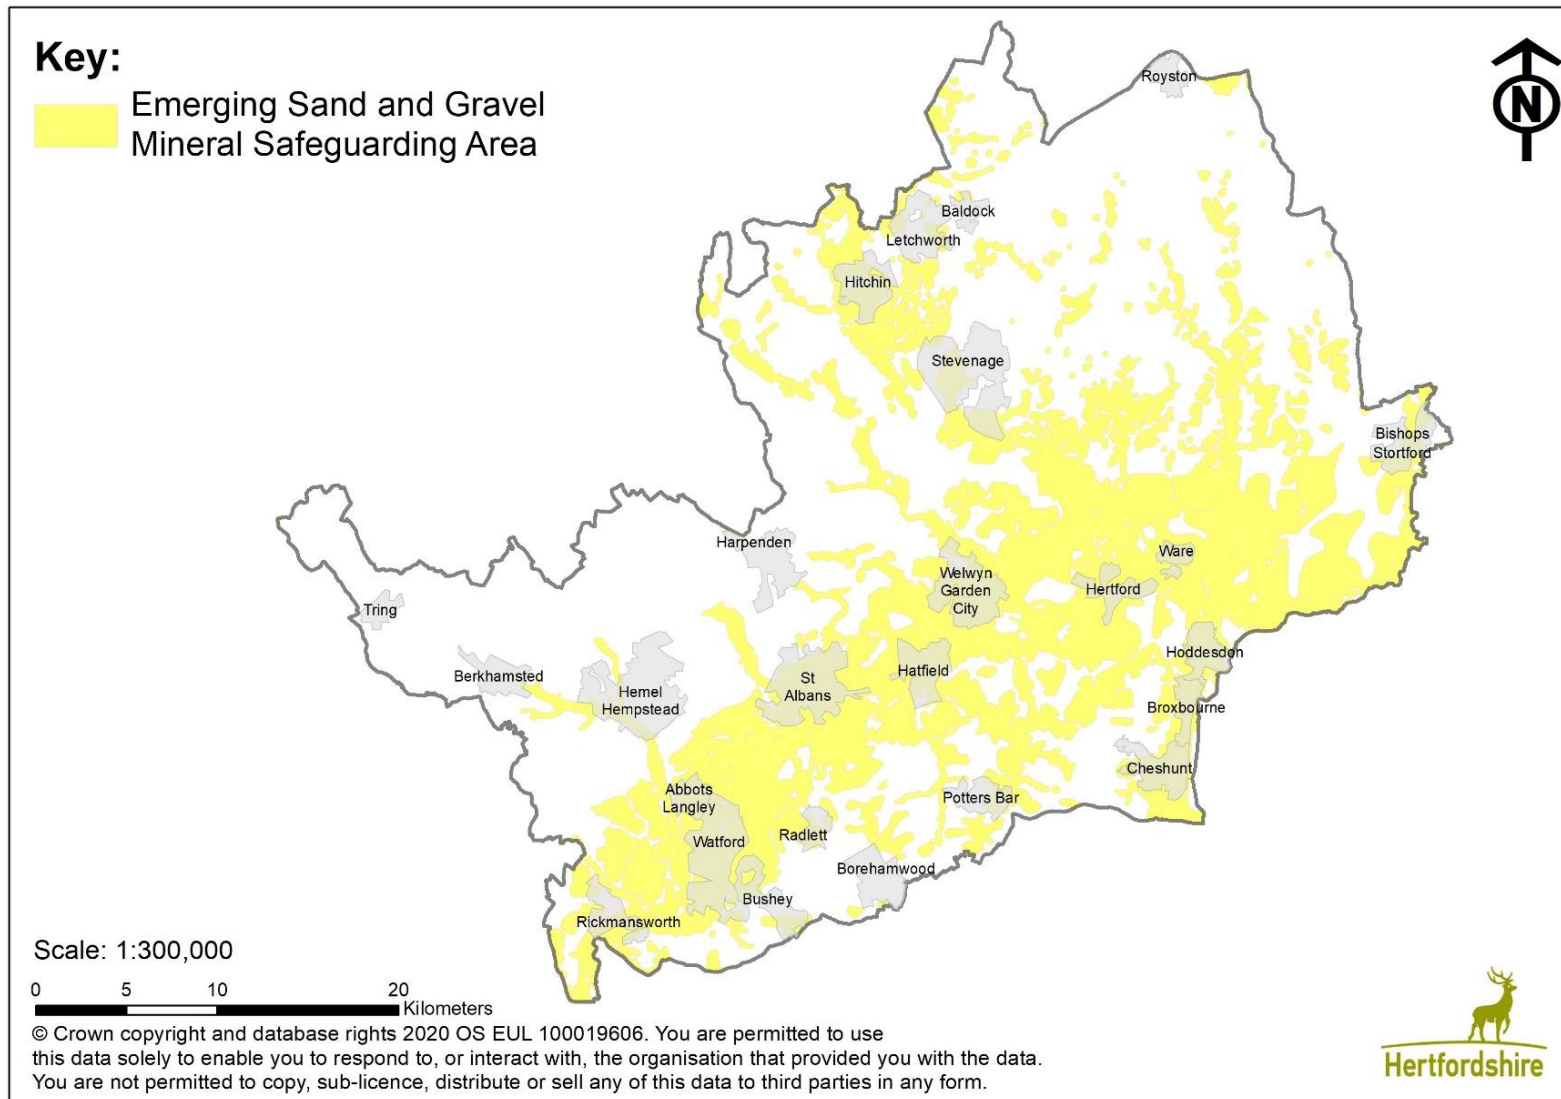 Key:
Emerging Sand and Gravel
Mineral Safeguarding Area
N
Royston
Baldock
Letchworth
Hitchin
Stevenage
Bishops
Stortford
Harpenden
Ware
Welwyn
Garden
City
Hertford
Tring
Hoddesdon
Berkhamsted
St
Albans
Hatfield
Hemel
Hempstead
Broxbourne
Cheshunt
Abbots
Langley
Potters Bar
Watford
Radlett
Borehamwood
Bushey
Rickmansworth
Scale: 1:300,000
0 5 10 20
Kilometers
© Crown copyright and database rights 2020 OS EUL 100019606. You are permitted to use
this data solely to enable you to respond to, or interact with, the organisation that provided you with the data.
You are not permitted to copy, sub-licence, distribute or sell any of this data to third parties in any form.
Hertfordshire